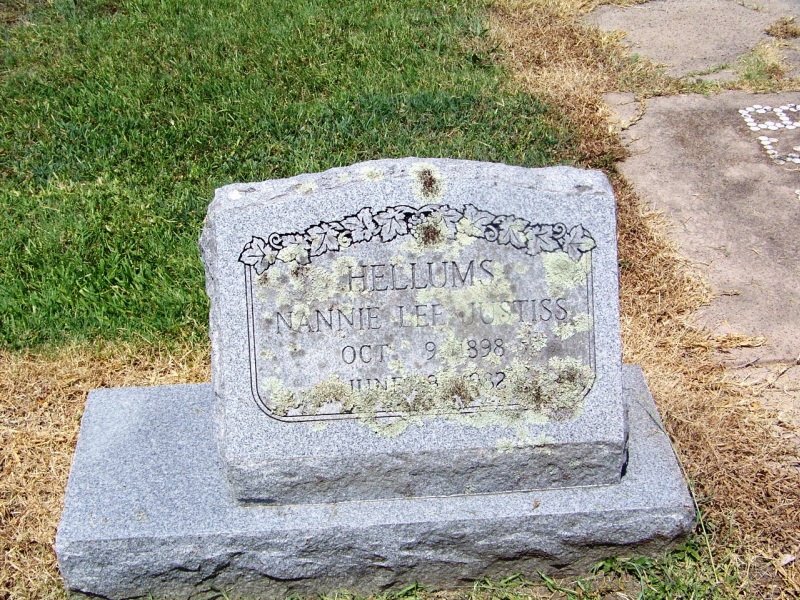 HELLUMS
NANNIE LEE JUSTISS
OCT 9 1898
JUNE